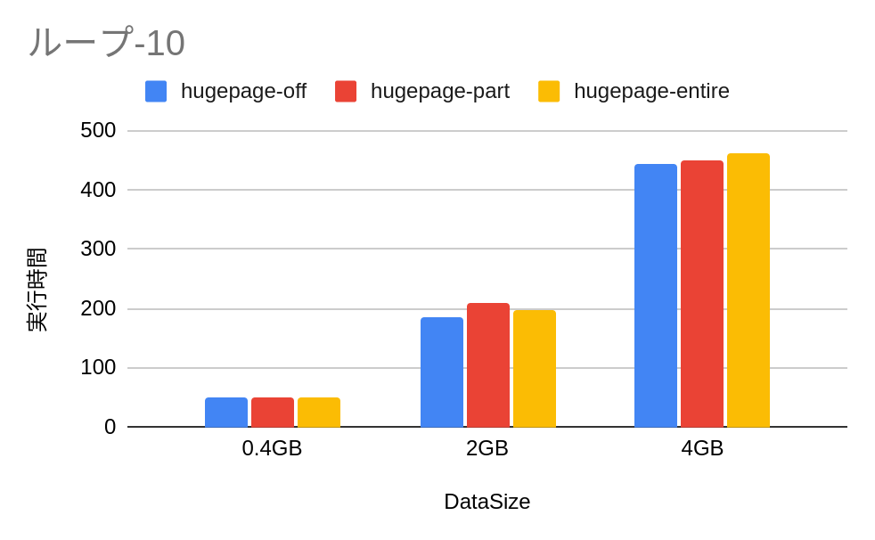 ループ-10
hugepage-off hugepage-part hugepage-entire
500
400
300
200
100
0
実行時間
0.4GB 2GB 4GB
DataSize